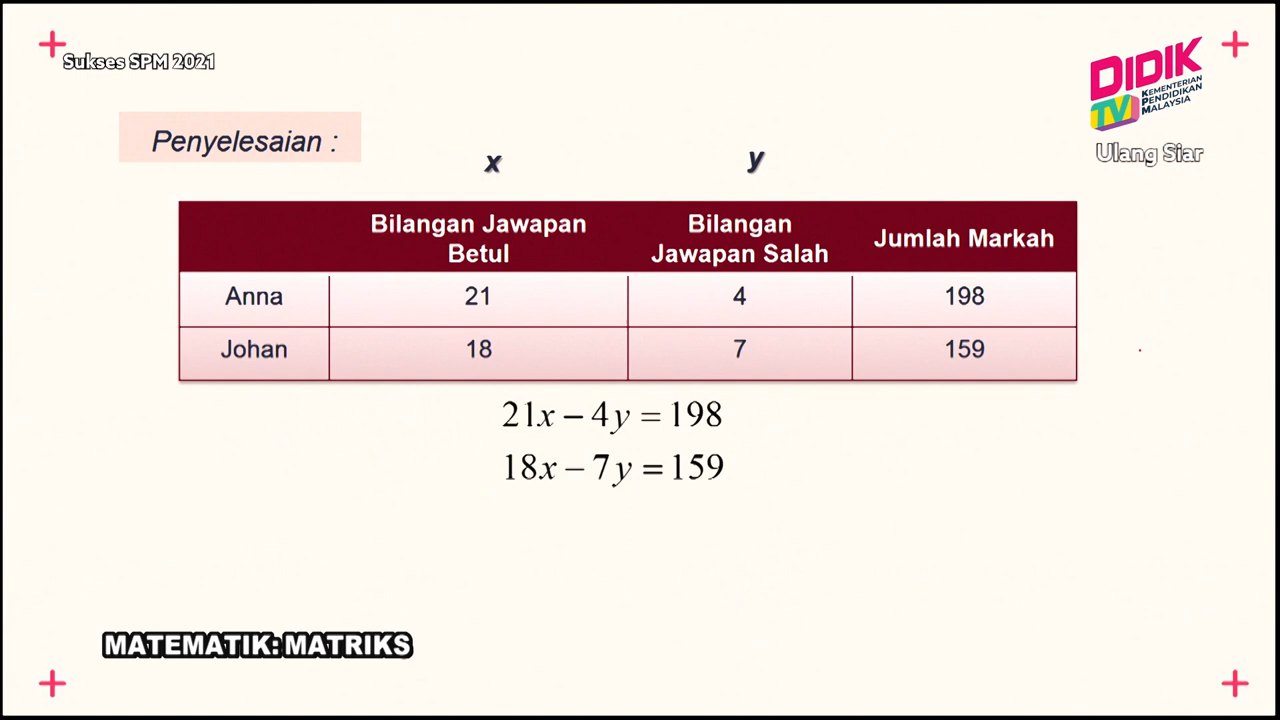 Sukses SPM 2021
DIDIK
TV
KEMENTERIAN
PENDIDIKAN
MALAYSIA
Ulang Siar
Penyelesaian :
x y
Bilangan Jawapan Betul Bilangan Jawapan Salah Jumlah Markah
Anna 21 4 198
Johan 18 7 159
21x − 4y = 198
18x − 7y = 159
MATEMATIK: MATRIKS